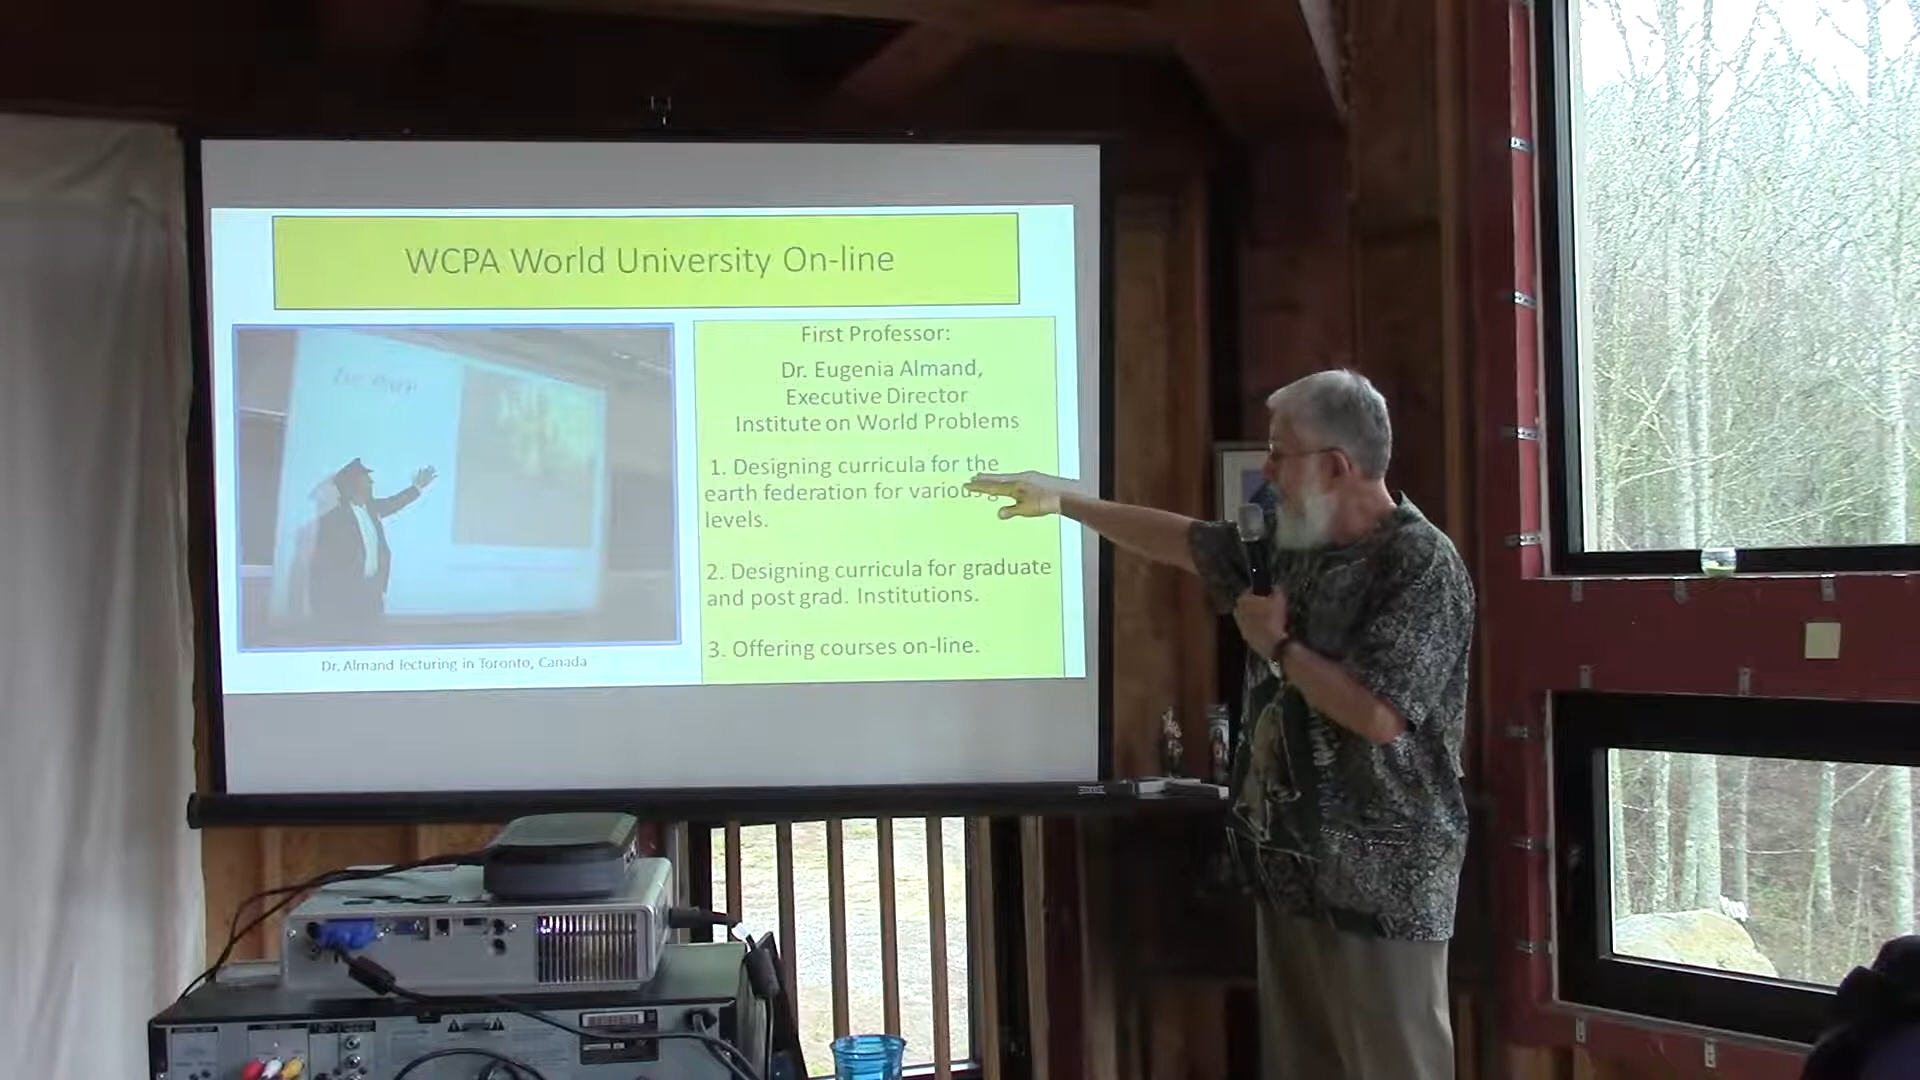 WCPA World University On-line
First Professor:
Dr. Eugenia Almand,
Executive Director
Institute on World Problems
1. Designing curricula for the
earth federation for various
levels.
2. Designing curricula for graduate
and post grad. Institutions.
3. Offering courses on-line.
Dr. Almand lecturing in Toronto, Canada